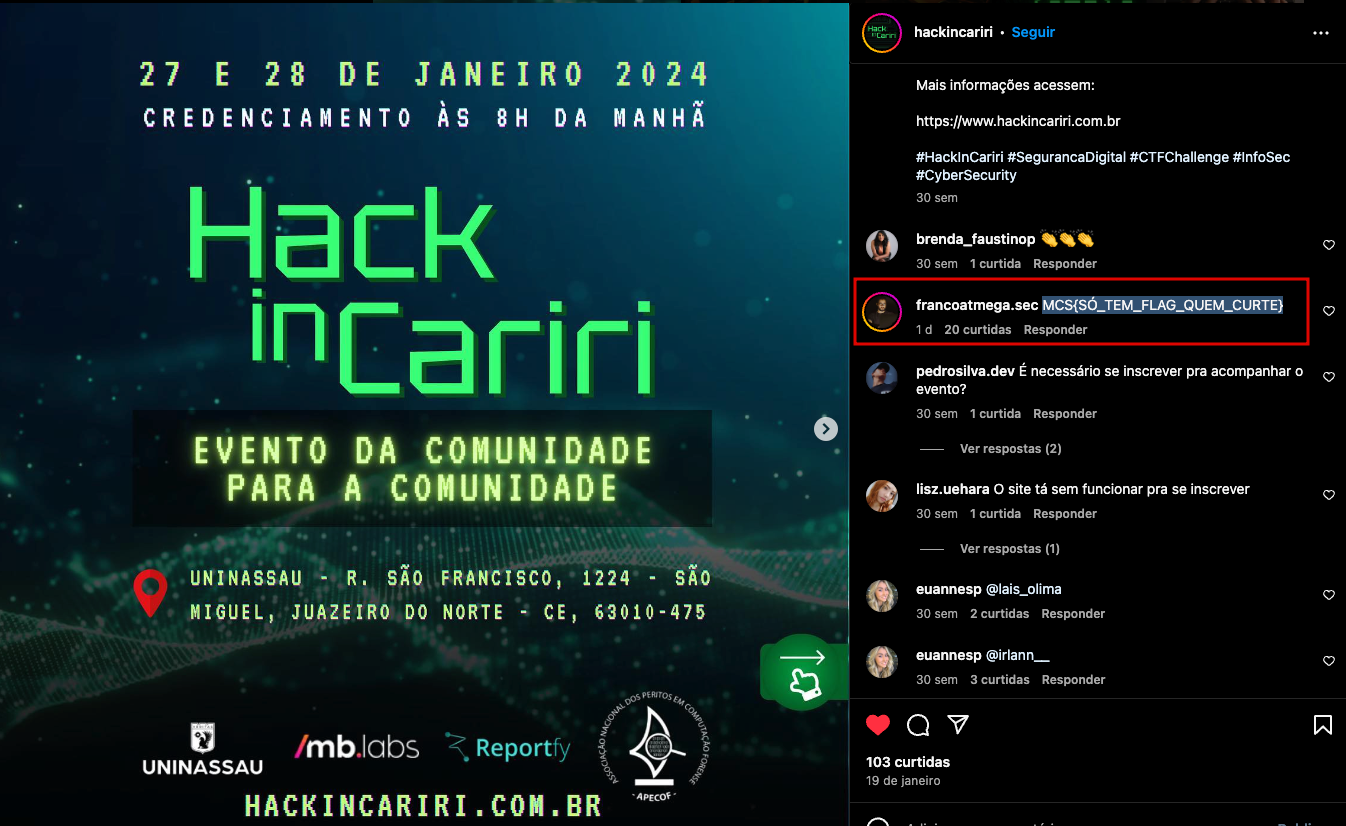 27 E 28 DE JANEIRO 2024
CREDENCIAMENTO ÀS 8H DA MANHÃ
Hack
in Cariri
EVENTO DA COMUNIDADE
PARA A COMUNIDADE
UNINASSAU - R. SÃO FRANCISCO, 1224 - SÃO
MIGUEL, JUAZEIRO DO NORTE - CE, 63010-475
UNINASSAU
/mb.labs
Reportfy
ASSOCIAÇÃO NACIONAL DOS PERITOS EM COMPUTAÇÃO FORENSE
- APECOF -
HACKINCARIRI.COM.BR
Hack
inCariri
hackincariri • Seguir
Mais informações acessem:
https://www.hackincariri.com.br
#HackInCariri #SegurancaDigital #CTFChallenge #InfoSec
#CyberSecurity
30 sem
brenda_faustinop 👏👏👏
30 sem 1 curtida Responder
francoatmega.sec MCS{SÓ_TEM_FLAG_QUEM_CURTE}
1 d 20 curtidas Responder
pedrosilva.dev É necessário se inscrever pra acompanhar o
evento?
30 sem 1 curtida Responder
Ver respostas (2)
lisz.uehara O site tá sem funcionar pra se inscrever
30 sem 1 curtida Responder
Ver respostas (1)
euannesp @lais_olima
30 sem 2 curtidas Responder
euannesp @irlann__
30 sem 3 curtidas Responder
103 curtidas
19 de janeiro